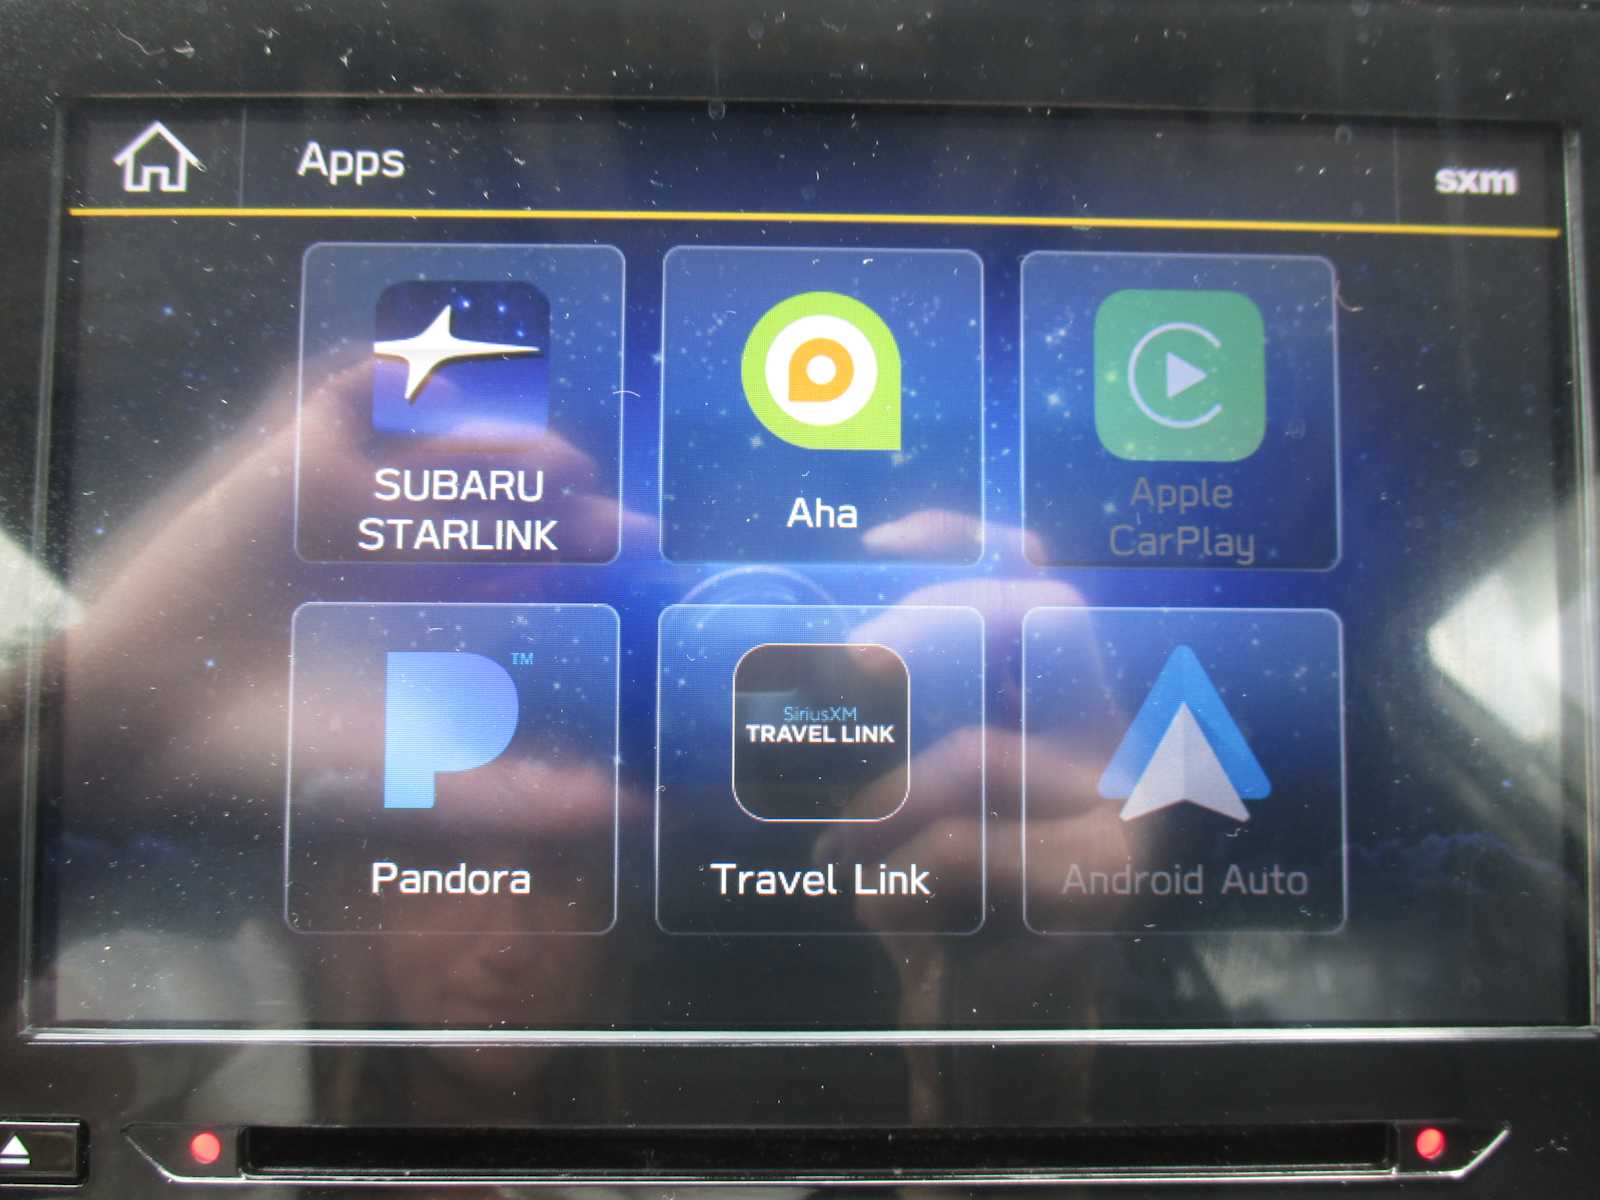 Apps
sxm
SUBARU
STARLINK
Aha
Apple
CarPlay
TM
Pandora
SiriusXM
TRAVEL LINK
Travel Link
Android Auto